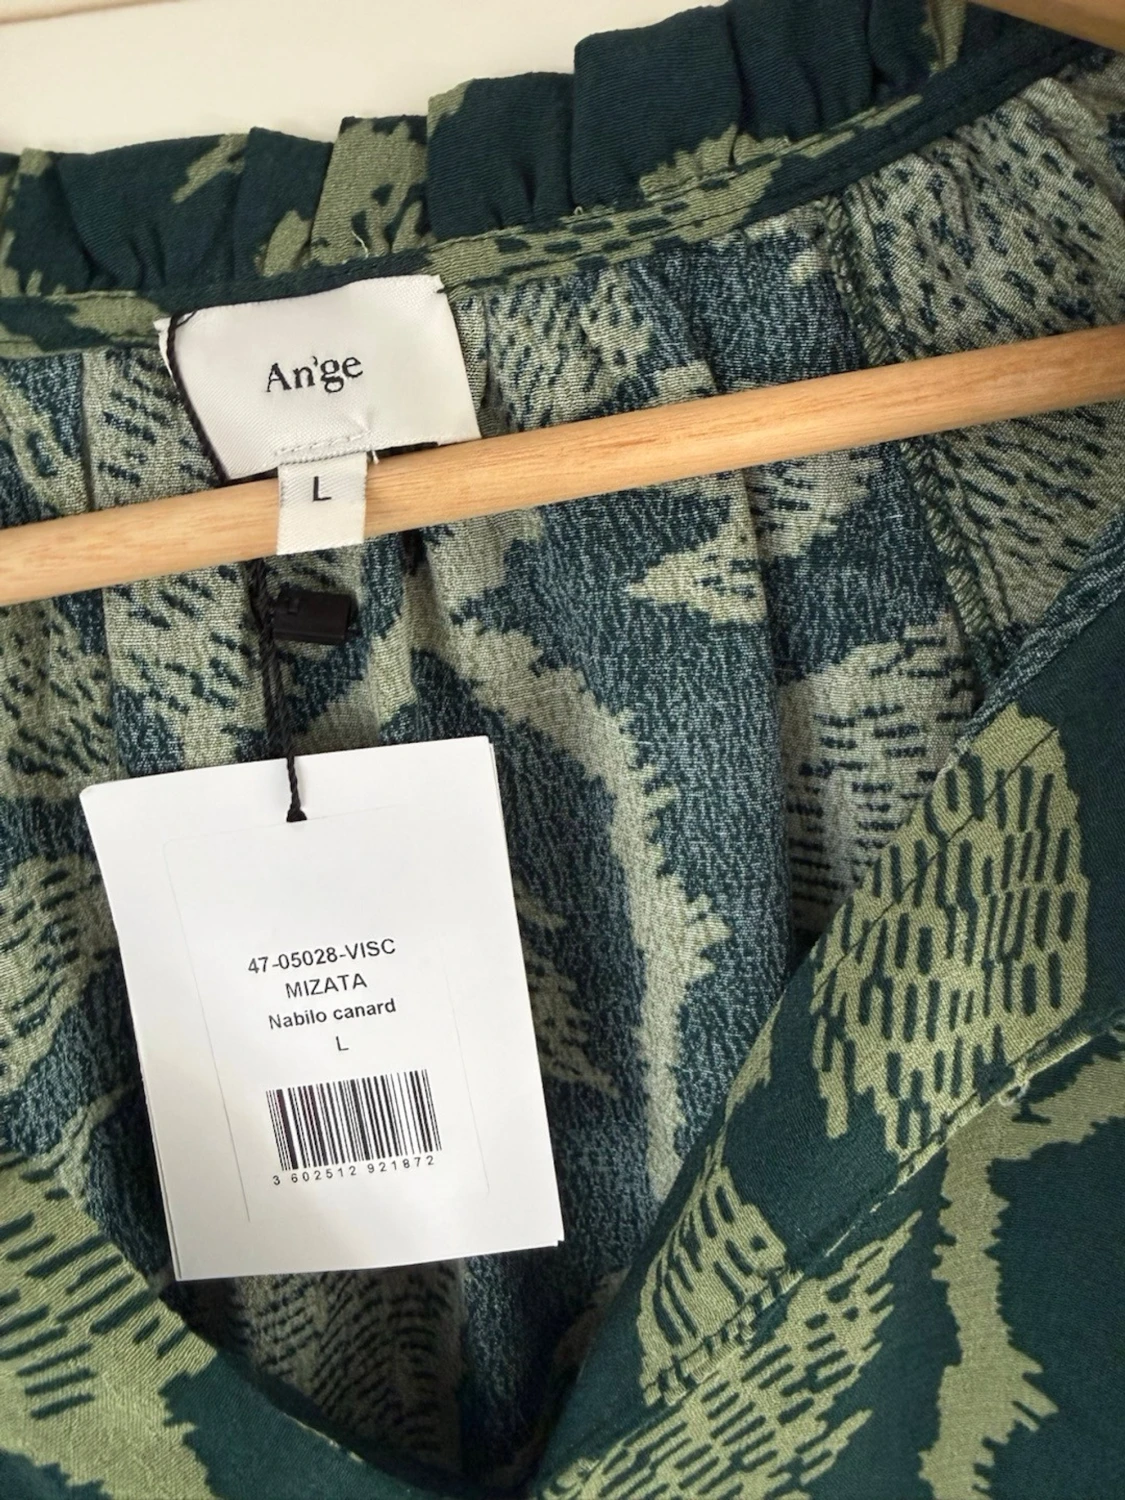 An'ge
L
47-05028-VISC
MIZATA
Nabilo canard
L
3 602512 921872